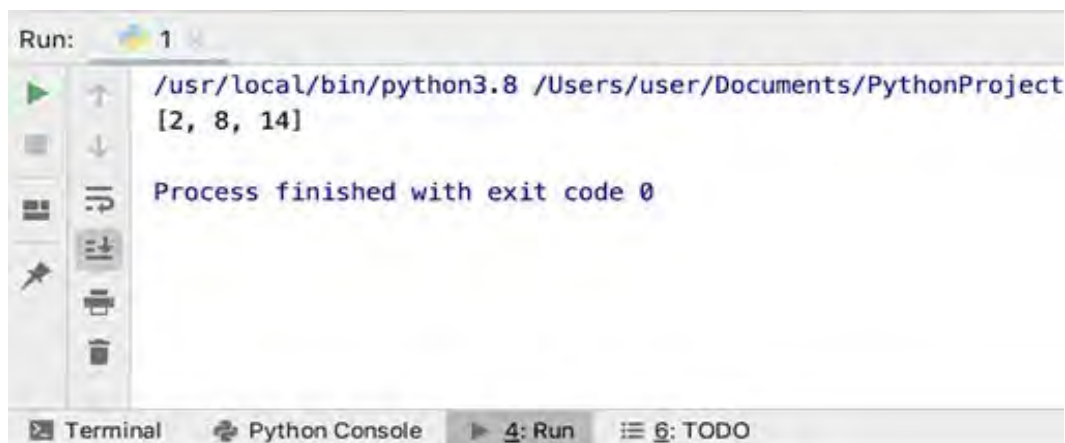 Run: 1
/usr/local/bin/python3.8 /Users/user/Documents/PythonProject
[2, 8, 14]
Process finished with exit code 0
Terminal Python Console 4: Run 6: TODO